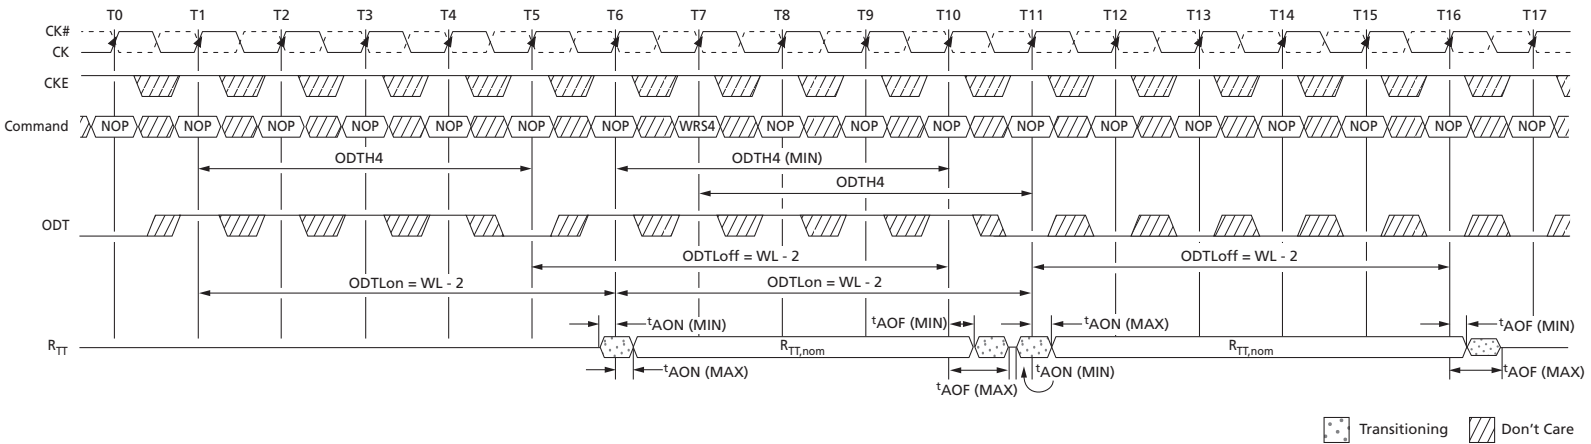 T0 T1 T2 T3 T4 T5 T6 T7 T8 T9 T10 T11 T12 T13 T14 T15 T16 T17
CK#
CK
CKE
Command NOP NOP NOP NOP NOP NOP NOP WRS4 NOP NOP NOP NOP NOP NOP NOP NOP NOP NOP
ODTH4 ODTH4 (MIN)
ODTH4
ODT
ODTLoff = WL - 2 ODTLoff = WL - 2
ODTLon = WL - 2 ODTLon = WL - 2
tAON (MIN) tAOF (MIN) tAON (MAX) tAOF (MIN)
RTT RTT,nom RTT,nom
tAON (MAX) tAON (MIN) tAOF (MAX)
tAOF (MAX)
Transitioning Don't Care